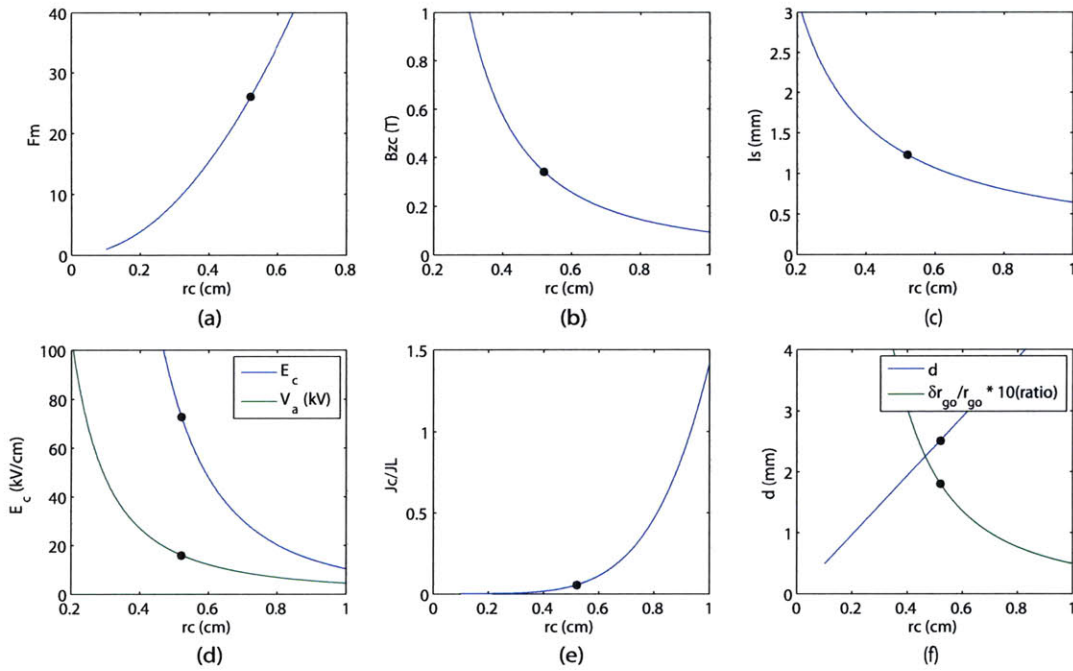 Fm
40
30
20
10
0
0
0.2
0.4
0.6
0.8
rc (cm)
(a)
Bzc (T)
1
0.8
0.6
0.4
0.2
0
0.2
0.4
0.6
0.8
1
rc (cm)
(b)
ls (mm)
3
2.5
2
1.5
1
0.5
0
0.2
0.4
0.6
0.8
1
rc (cm)
(c)
E_c (kV/cm)
100
80
60
40
20
0
0.2
0.4
0.6
0.8
1
E_c
V_a (kV)
rc (cm)
(d)
Jc/JL
1.5
1
0.5
0
0
0.2
0.4
0.6
0.8
1
rc (cm)
(e)
d (mm)
4
3
2
1
0
0
0.2
0.4
0.6
0.8
1
d
δr_go/r_go * 10(ratio)
rc (cm)
(f)